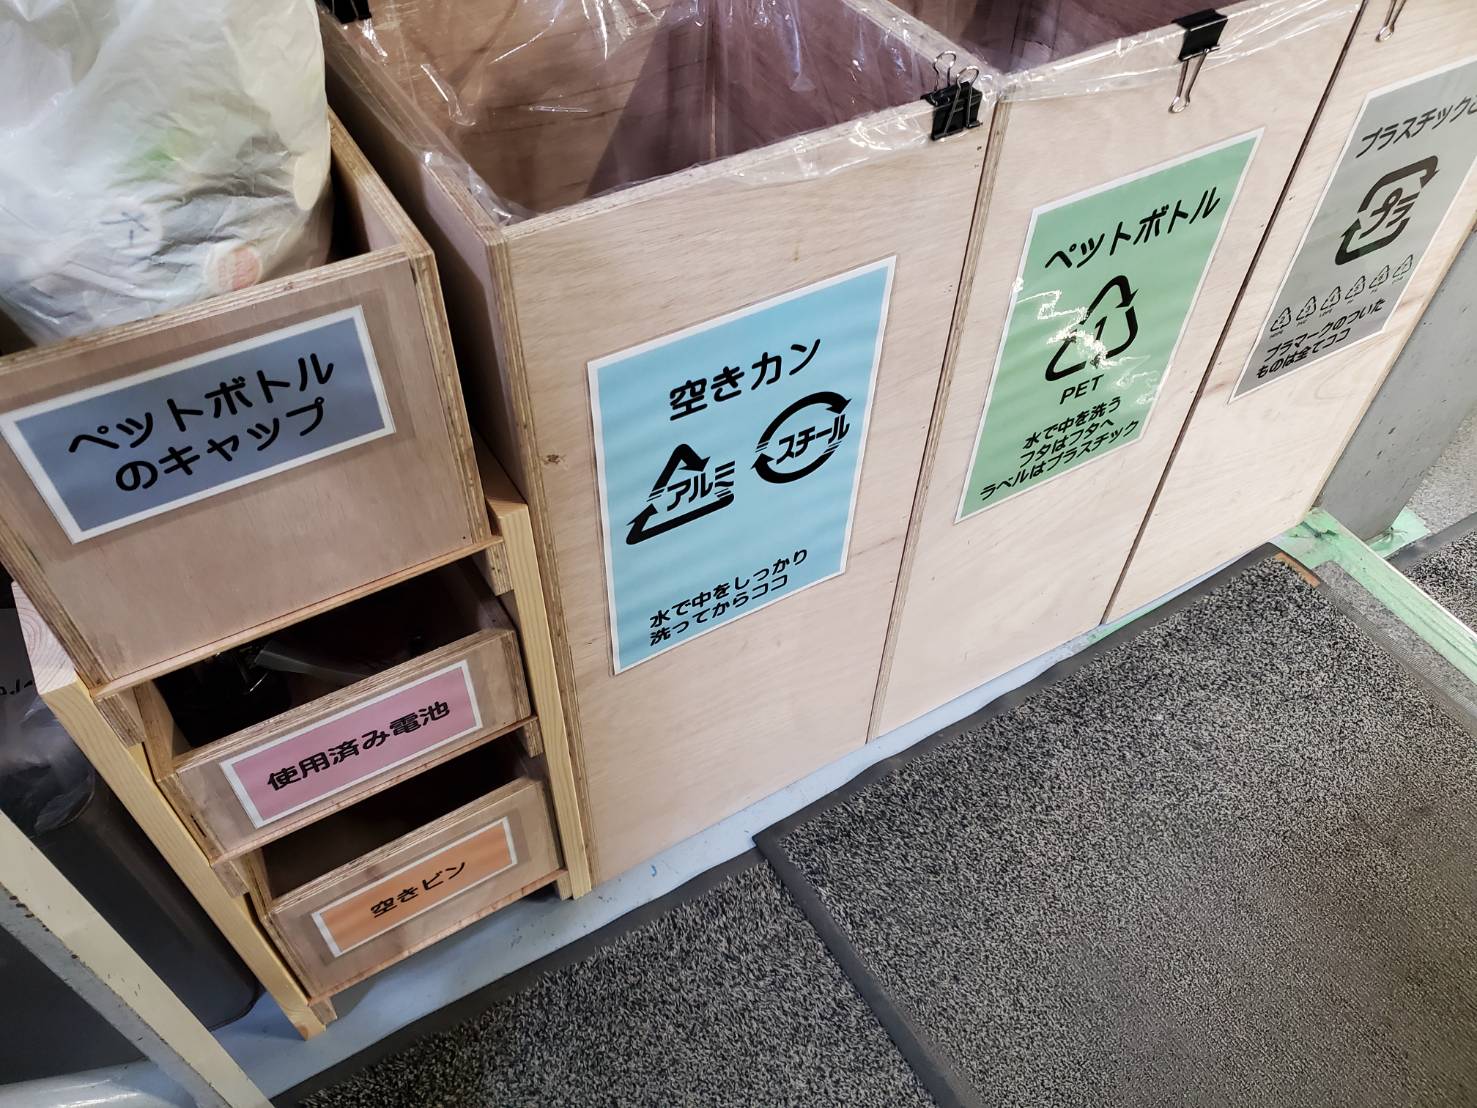 ペットボトル
のキャップ
使用済み電池
空きビン
空きカン
アルミ
スチール
水で中をしっかり
洗ってからココ
ペットボトル
1
PET
水で中を洗う
フタはフタへ
ラベルはプラスチック
プラスチック
プラ
プラマークのついた
ものは全てココ